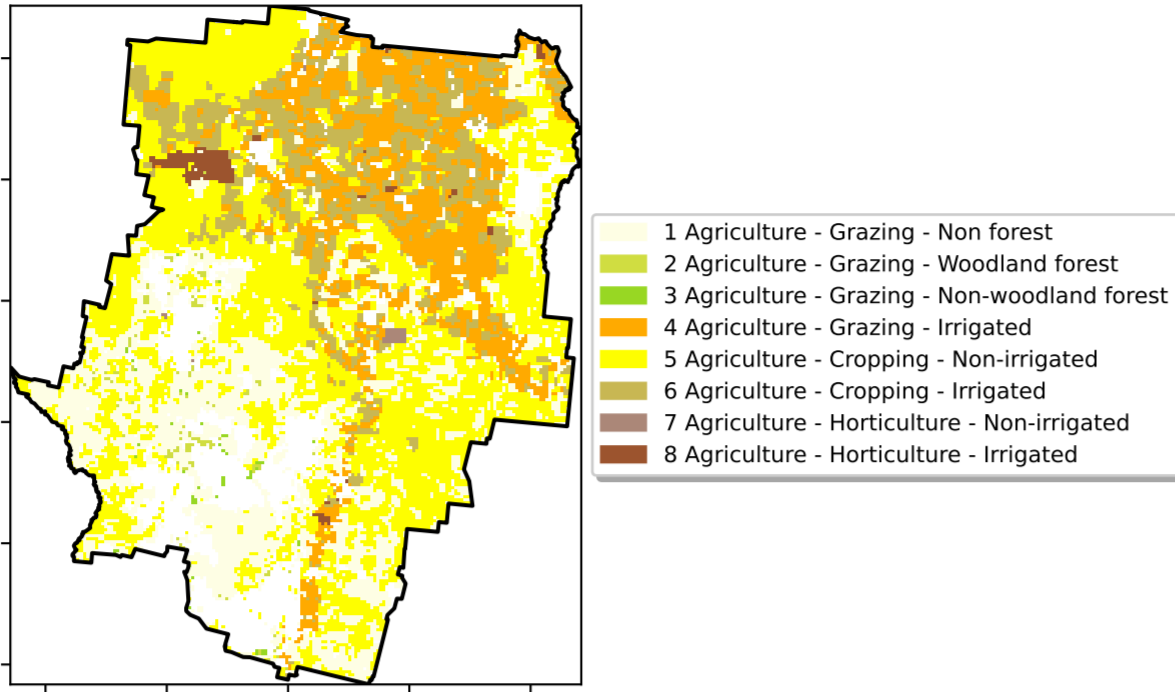 1 Agriculture - Grazing - Non forest
2 Agriculture - Grazing - Woodland forest
3 Agriculture - Grazing - Non-woodland forest
4 Agriculture - Grazing - Irrigated
5 Agriculture - Cropping - Non-irrigated
6 Agriculture - Cropping - Irrigated
7 Agriculture - Horticulture - Non-irrigated
8 Agriculture - Horticulture - Irrigated